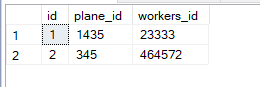 id plane_id workers_id
1 1 1435 23333
2 2 345 464572